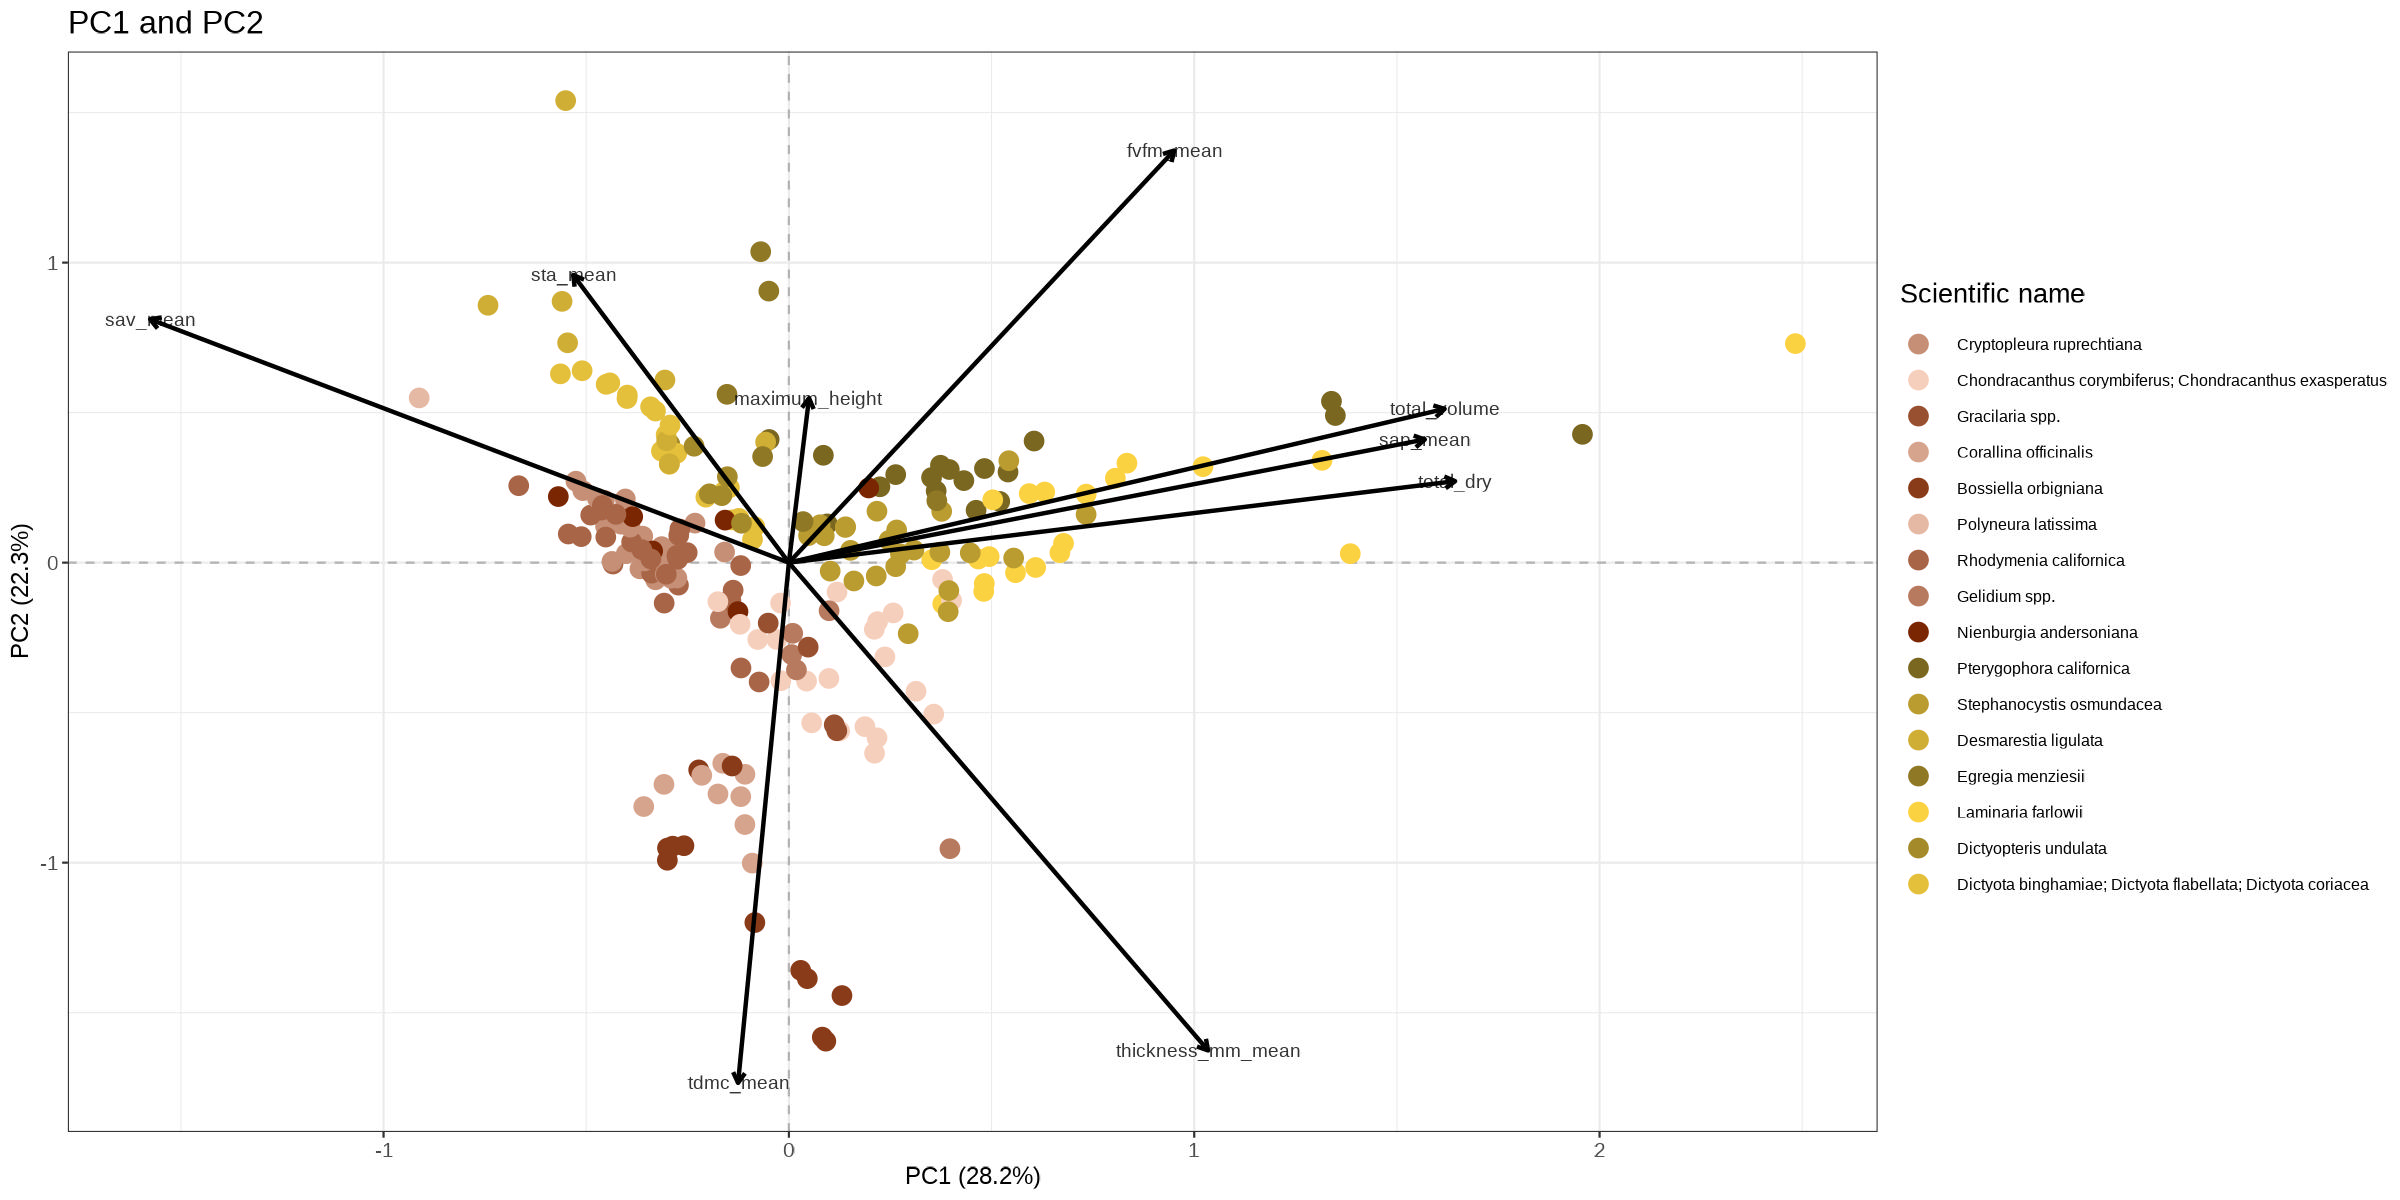 PC1 and PC2
fvfm_mean
sta_mean
sav_mean
maximum_height
total_volume
sap_mean
total_dry
thickness_mm_mean
tdmc_mean
1
0
-1
PC2 (22.3%)
-1
0
1
2
PC1 (28.2%)
Scientific name
Cryptopleura ruprechtiana
Chondracanthus corymbiferus; Chondracanthus exasperatus
Gracilaria spp.
Corallina officinalis
Bossiella orbigniana
Polyneura latissima
Rhodymenia californica
Gelidium spp.
Nienburgia andersoniana
Pterygophora californica
Stephanocystis osmundacea
Desmarestia ligulata
Egregia menziesii
Laminaria farlowii
Dictyopteris undulata
Dictyota binghamiae; Dictyota flabellata; Dictyota coriacea